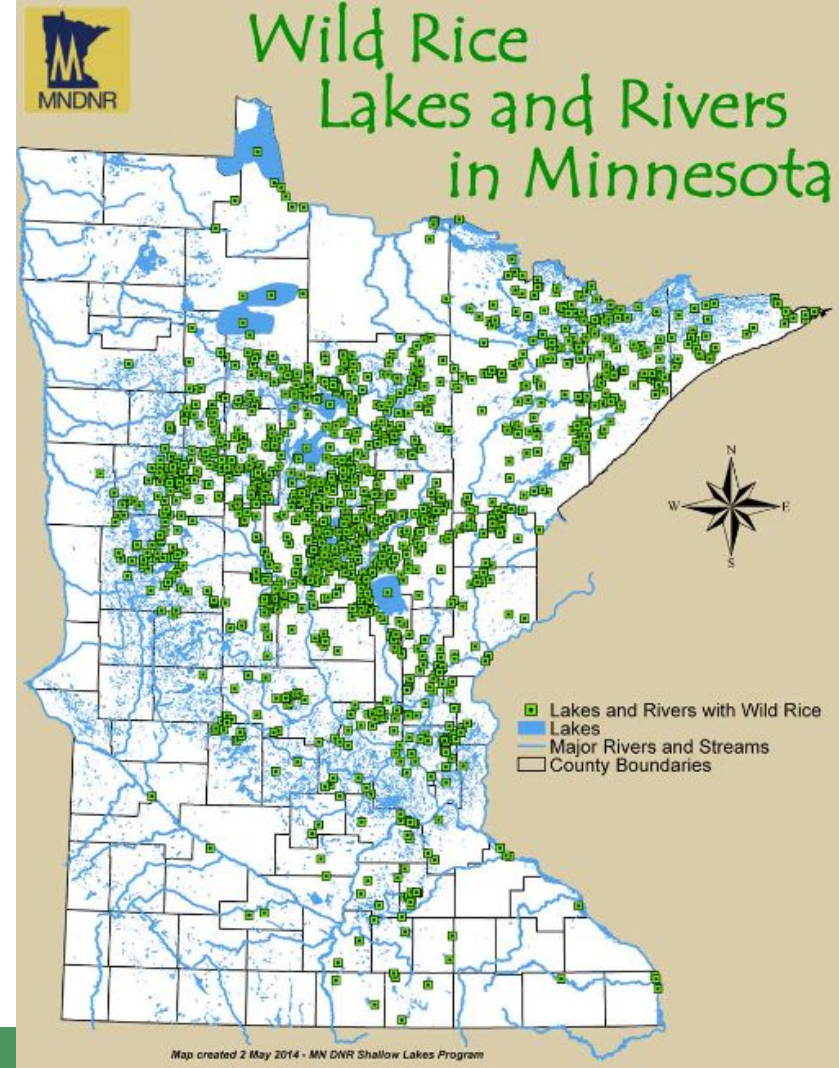 MNDNR
Wild Rice
Lakes and Rivers
in Minnesota
N
W E
S
Lakes and Rivers with Wild Rice
Lakes
Major Rivers and Streams
County Boundaries
Map created 2 May 2014 - MN DNR Shallow Lakes Program